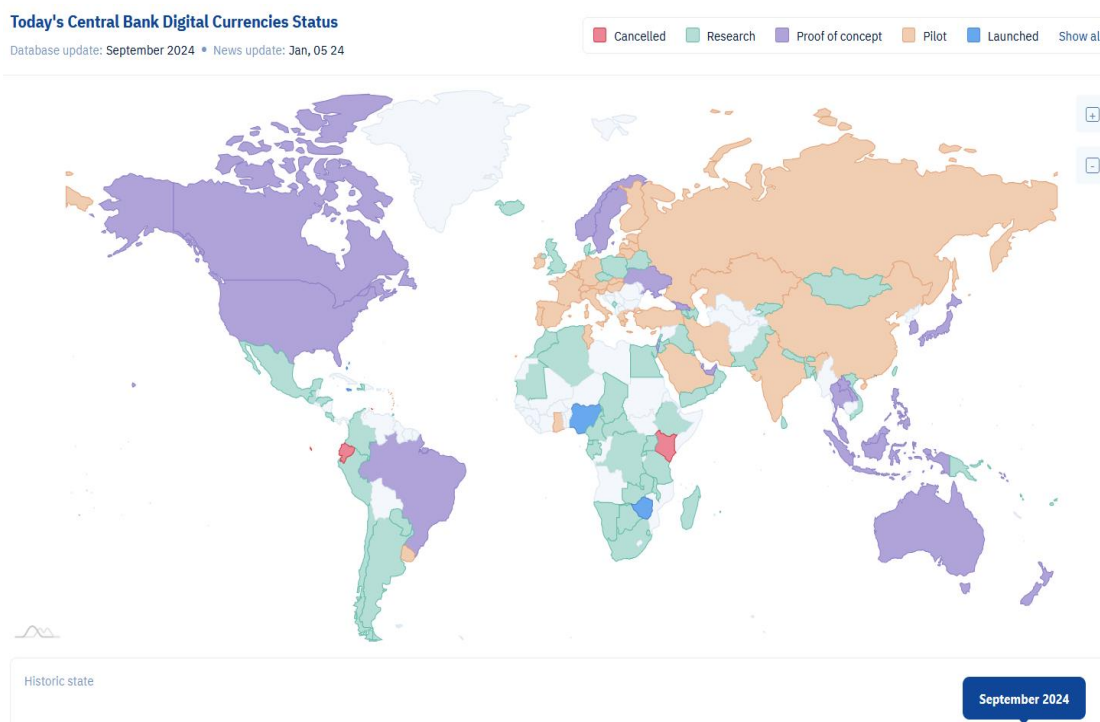 Today's Central Bank Digital Currencies Status
Database update: September 2024 • News update: Jan, 05 24
Cancelled Research Proof of concept Pilot Launched Show al
+
-
Historic state
September 2024